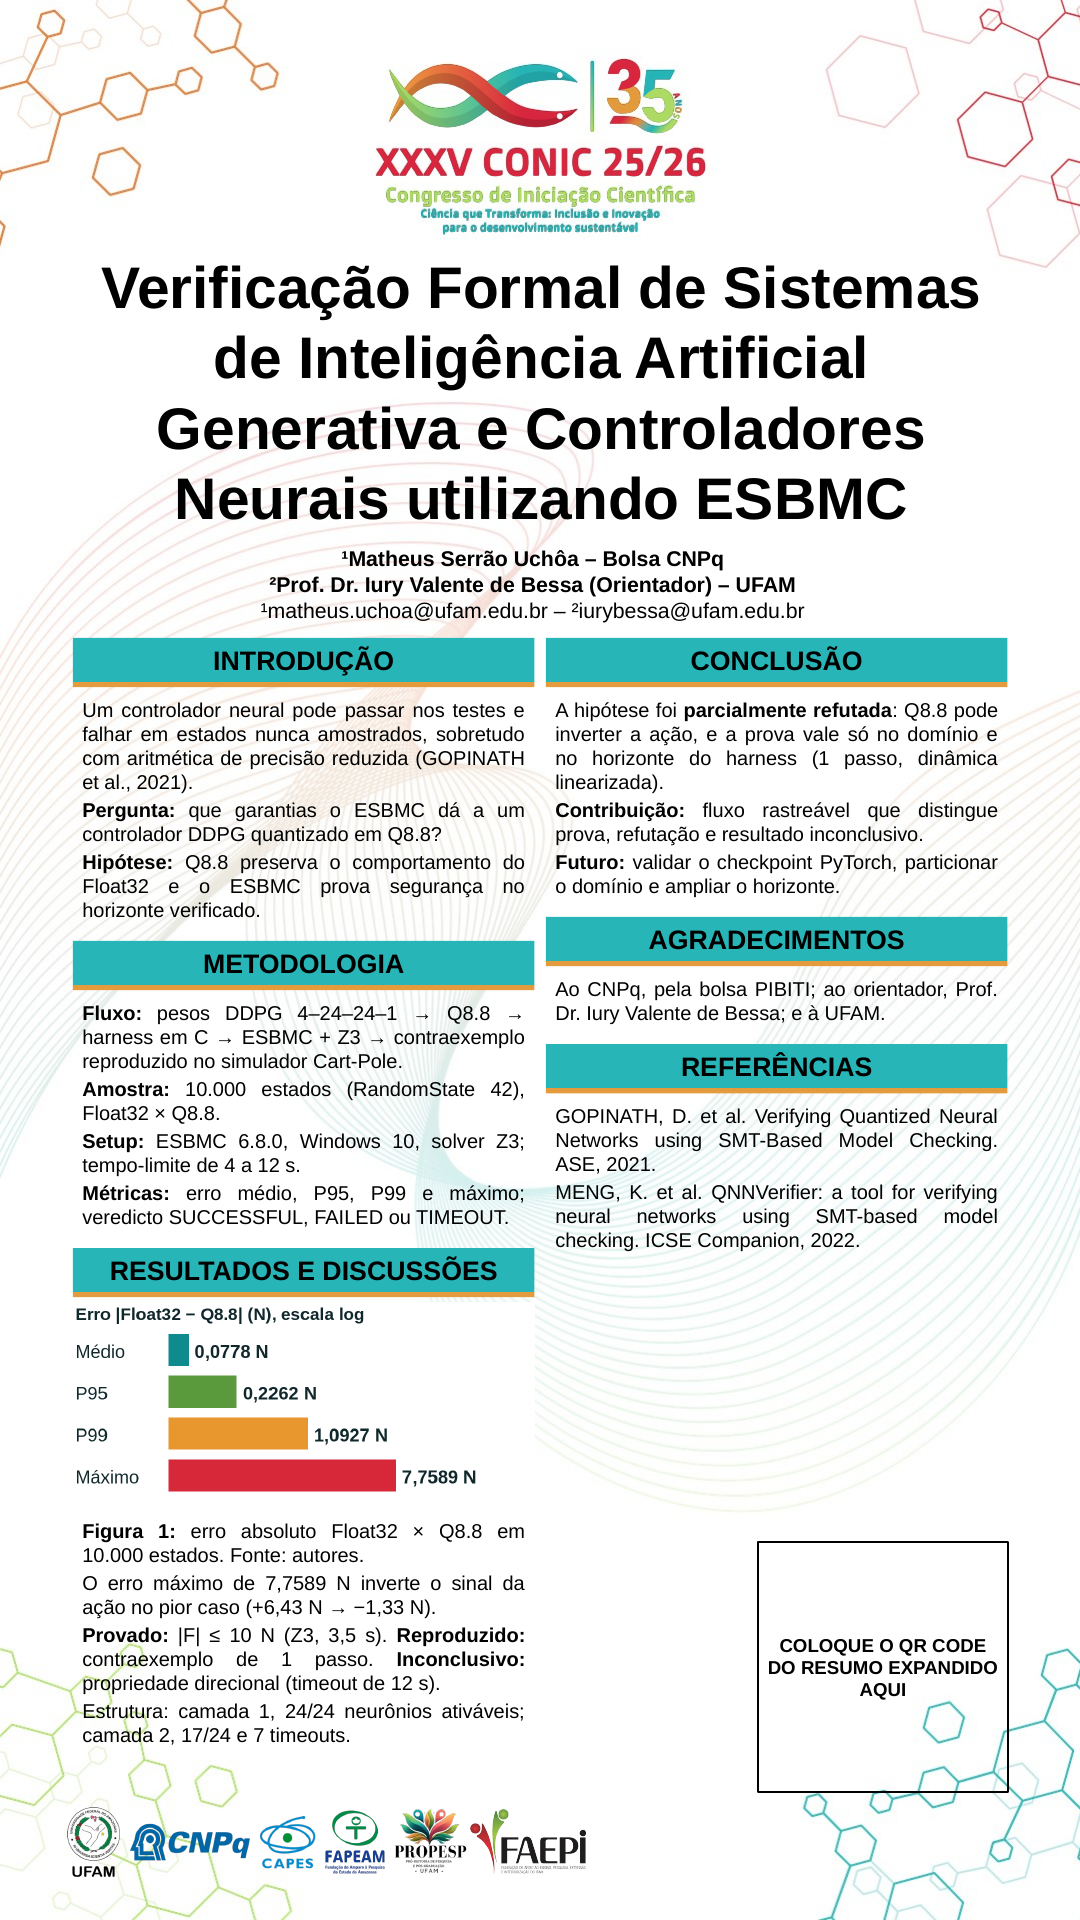 35
ANOS
XXXV CONIC 25/26
Congresso de Iniciação Científica
Ciência que Transforma: Inclusão e Inovação
para o desenvolvimento sustentável
Verificação Formal de Sistemas
de Inteligência Artificial
Generativa e Controladores
Neurais utilizando ESBMC
¹Matheus Serrão Uchôa – Bolsa CNPq
²Prof. Dr. Iury Valente de Bessa (Orientador) – UFAM
¹matheus.uchoa@ufam.edu.br – ²iurybessa@ufam.edu.br
INTRODUÇÃO
Um controlador neural pode passar nos testes e
falhar em estados nunca amostrados, sobretudo
com aritmética de precisão reduzida (GOPINATH
et al., 2021).
Pergunta: que garantias o ESBMC dá a um
controlador DDPG quantizado em Q8.8?
Hipótese: Q8.8 preserva o comportamento do
Float32 e o ESBMC prova segurança no
horizonte verificado.
METODOLOGIA
Fluxo: pesos DDPG 4–24–24–1 → Q8.8 →
harness em C → ESBMC + Z3 → contraexemplo
reproduzido no simulador Cart-Pole.
Amostra: 10.000 estados (RandomState 42),
Float32 × Q8.8.
Setup: ESBMC 6.8.0, Windows 10, solver Z3;
tempo-limite de 4 a 12 s.
Métricas: erro médio, P95, P99 e máximo;
veredicto SUCCESSFUL, FAILED ou TIMEOUT.
RESULTADOS E DISCUSSÕES
Erro |Float32 − Q8.8| (N), escala log
Médio 0,0778 N
P95 0,2262 N
P99 1,0927 N
Máximo 7,7589 N
Figura 1: erro absoluto Float32 × Q8.8 em
10.000 estados. Fonte: autores.
O erro máximo de 7,7589 N inverte o sinal da
ação no pior caso (+6,43 N → −1,33 N).
Provado: |F| ≤ 10 N (Z3, 3,5 s). Reproduzido:
contraexemplo de 1 passo. Inconclusivo:
propriedade direcional (timeout de 12 s).
Estrutura: camada 1, 24/24 neurônios ativáveis;
camada 2, 17/24 e 7 timeouts.
CONCLUSÃO
A hipótese foi parcialmente refutada: Q8.8 pode
inverter a ação, e a prova vale só no domínio e
no horizonte do harness (1 passo, dinâmica
linearizada).
Contribuição: fluxo rastreável que distingue
prova, refutação e resultado inconclusivo.
Futuro: validar o checkpoint PyTorch, particionar
o domínio e ampliar o horizonte.
AGRADECIMENTOS
Ao CNPq, pela bolsa PIBITI; ao orientador, Prof.
Dr. Iury Valente de Bessa; e à UFAM.
REFERÊNCIAS
GOPINATH, D. et al. Verifying Quantized Neural
Networks using SMT-Based Model Checking.
ASE, 2021.
MENG, K. et al. QNNVerifier: a tool for verifying
neural networks using SMT-based model
checking. ICSE Companion, 2022.
COLOQUE O QR CODE
DO RESUMO EXPANDIDO
AQUI
UFAM
CNPq
CAPES
FAPEAM
PROPESP
- UFAM -
FAEPI